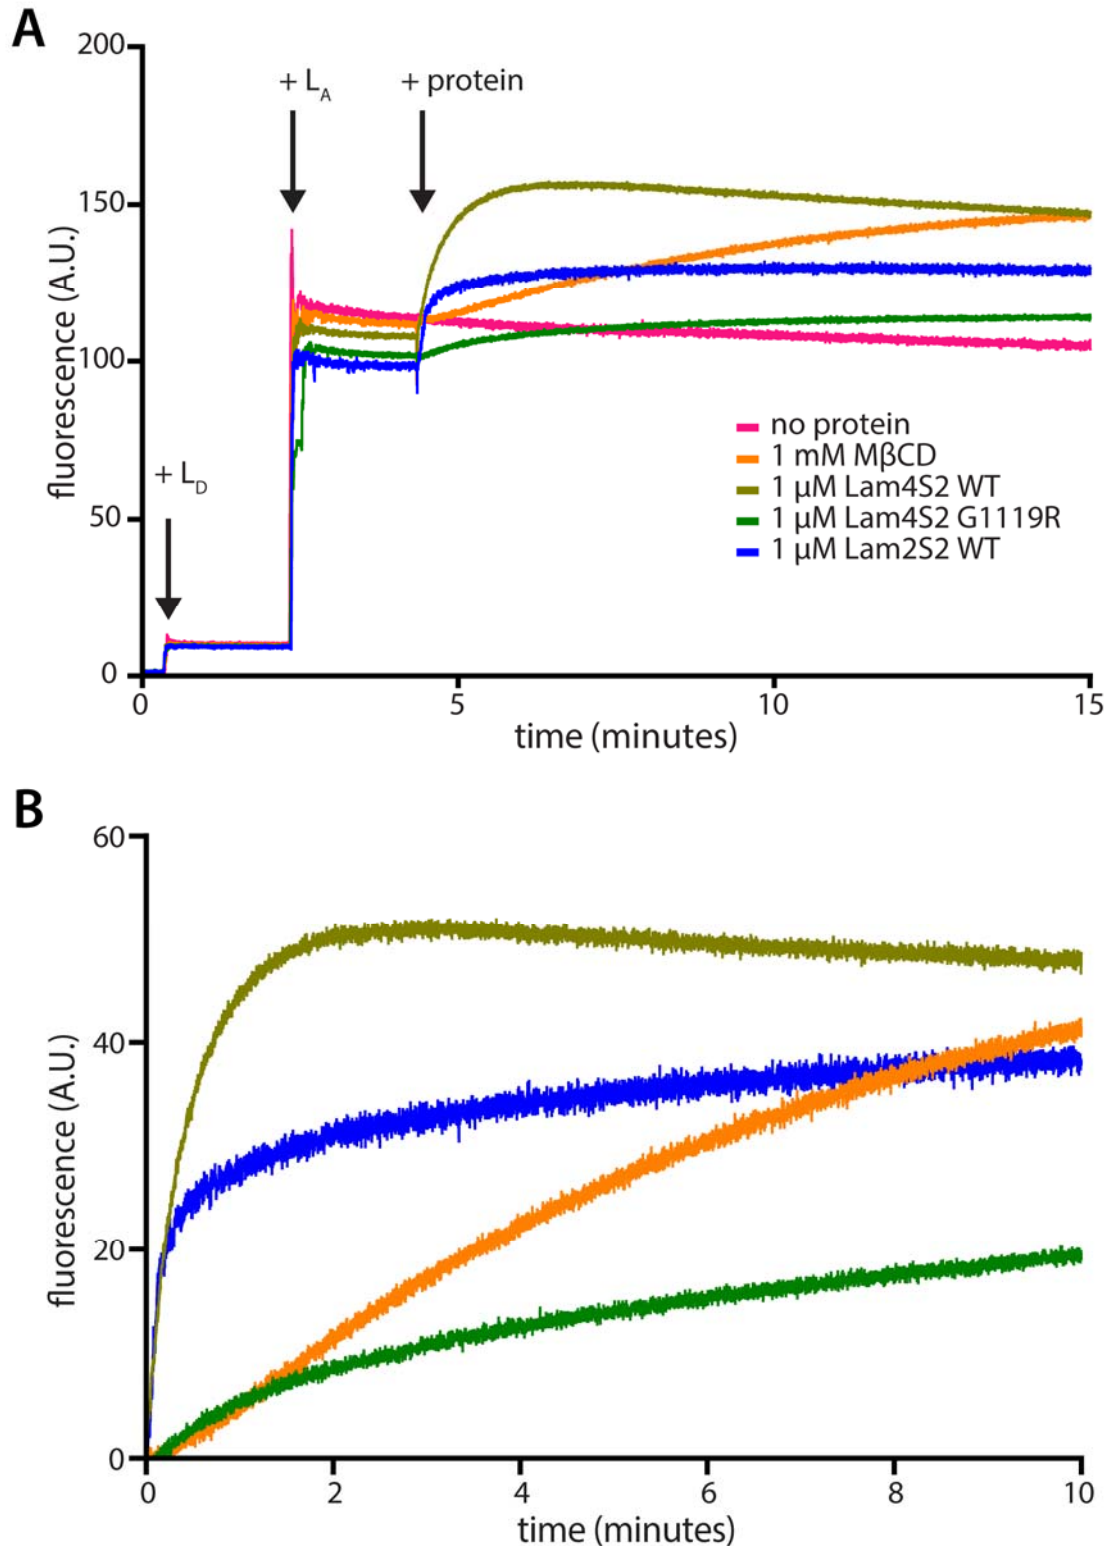 A
200
+ L_A
+ protein
150
fluorescence (A.U.)
100
no protein
1 mM MβCD
1 μM Lam4S2 WT
1 μM Lam4S2 G1119R
1 μM Lam2S2 WT
+ L_D
50
0
0
5
10
15
time (minutes)
B
60
40
fluorescence (A.U.)
20
0
0
2
4
6
8
10
time (minutes)